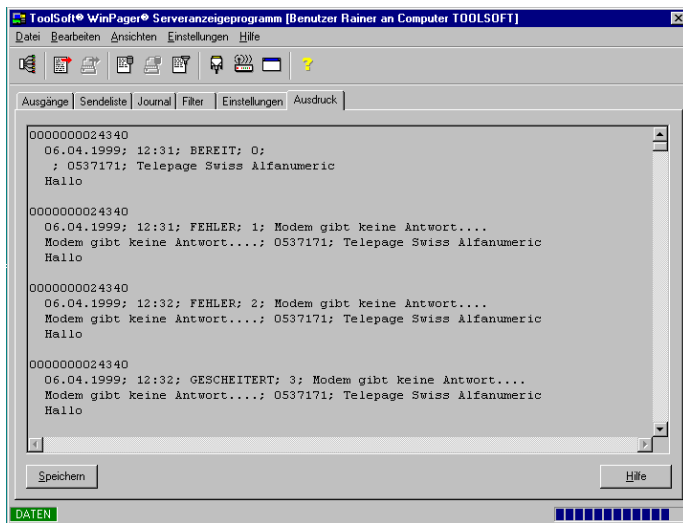 ToolSoft® WinPager® Serveranzeigeprogramm [Benutzer Rainer an Computer TOOLSOFT]
Datei Bearbeiten Ansichten Einstellungen Hilfe
Ausgänge Sendeliste Journal Filter Einstellungen Ausdruck
0000000024340
06.04.1999; 12:31; BEREIT; 0;
; 0537171; Telepage Swiss Alfanumeric
Hallo
0000000024340
06.04.1999; 12:31; FEHLER; 1; Modem gibt keine Antwort....
Modem gibt keine Antwort....; 0537171; Telepage Swiss Alfanumeric
Hallo
0000000024340
06.04.1999; 12:32; FEHLER; 2; Modem gibt keine Antwort....
Modem gibt keine Antwort....; 0537171; Telepage Swiss Alfanumeric
Hallo
0000000024340
06.04.1999; 12:32; GESCHEITERT; 3; Modem gibt keine Antwort....
Modem gibt keine Antwort....; 0537171; Telepage Swiss Alfanumeric
Hallo
Speichern Hilfe
DATEN